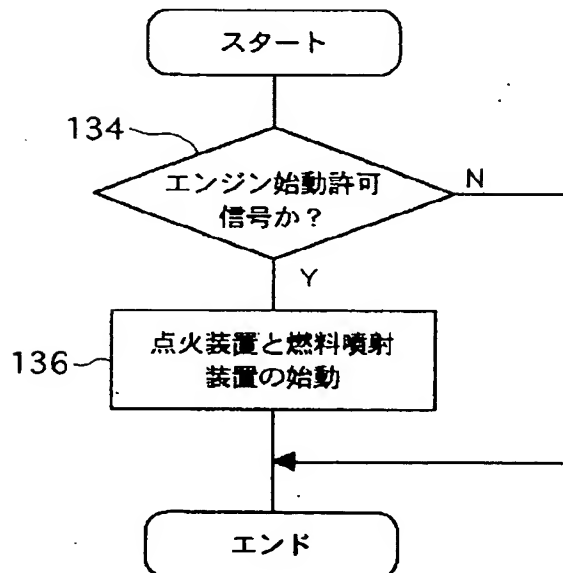 スタート
134
エンジン始動許可
信号か？
N
Y
136
点火装置と燃料噴射
装置の始動
エンド